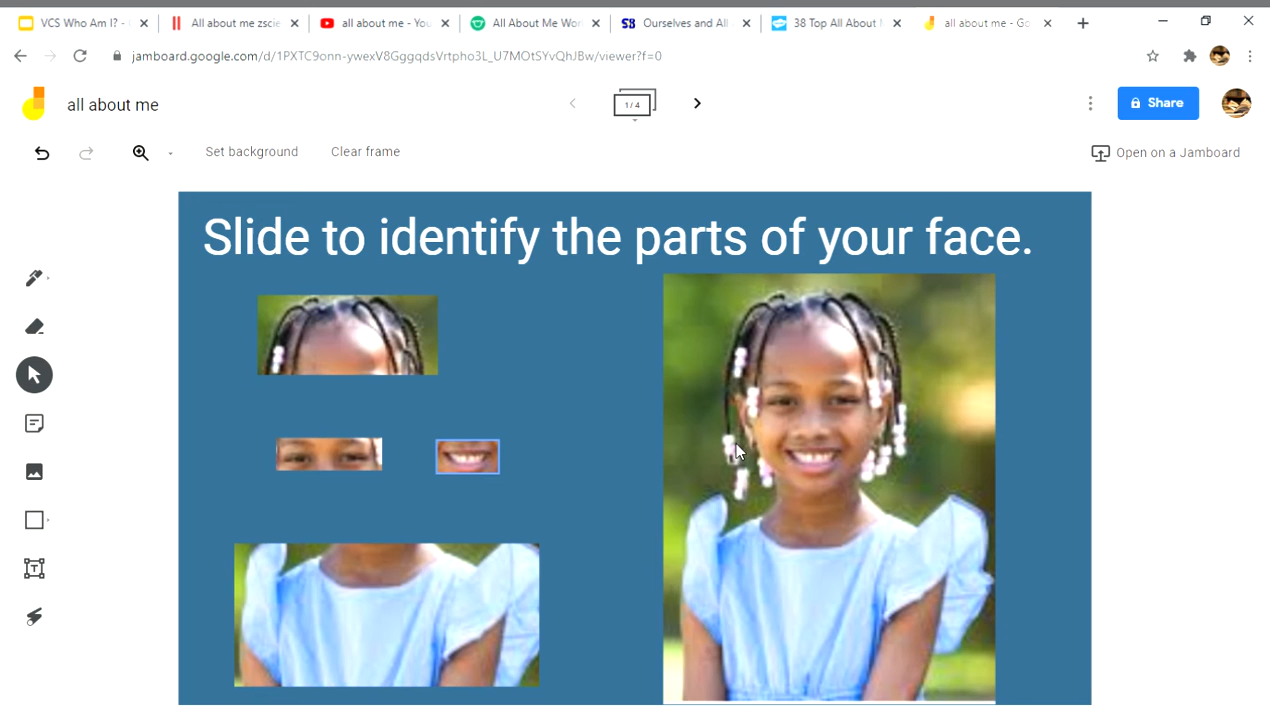 VCS Who Am I? -
All about me zscie
all about me - You
All About Me Wor
SB Ourselves and All
38 Top All About
all about me - Go
jamboard.google.com/d/1PXTC9onn-ywexV8GggqdsVrtpho3L_U7MOtSYvQhJBw/viewer?f=0
all about me
1/4
Share
Set background
Clear frame
Open on a Jamboard
Slide to identify the parts of your face.